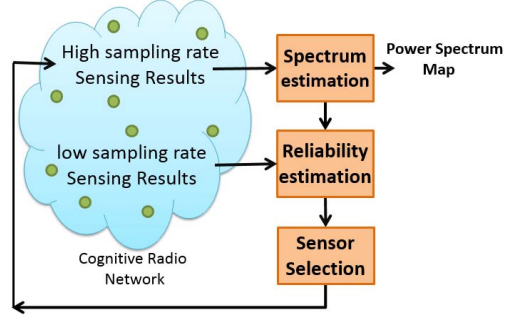 High sampling rate
Sensing Results
Spectrum
estimation
Power Spectrum
Map
low sampling rate
Sensing Results
Reliability
estimation
Sensor
Selection
Cognitive Radio
Network